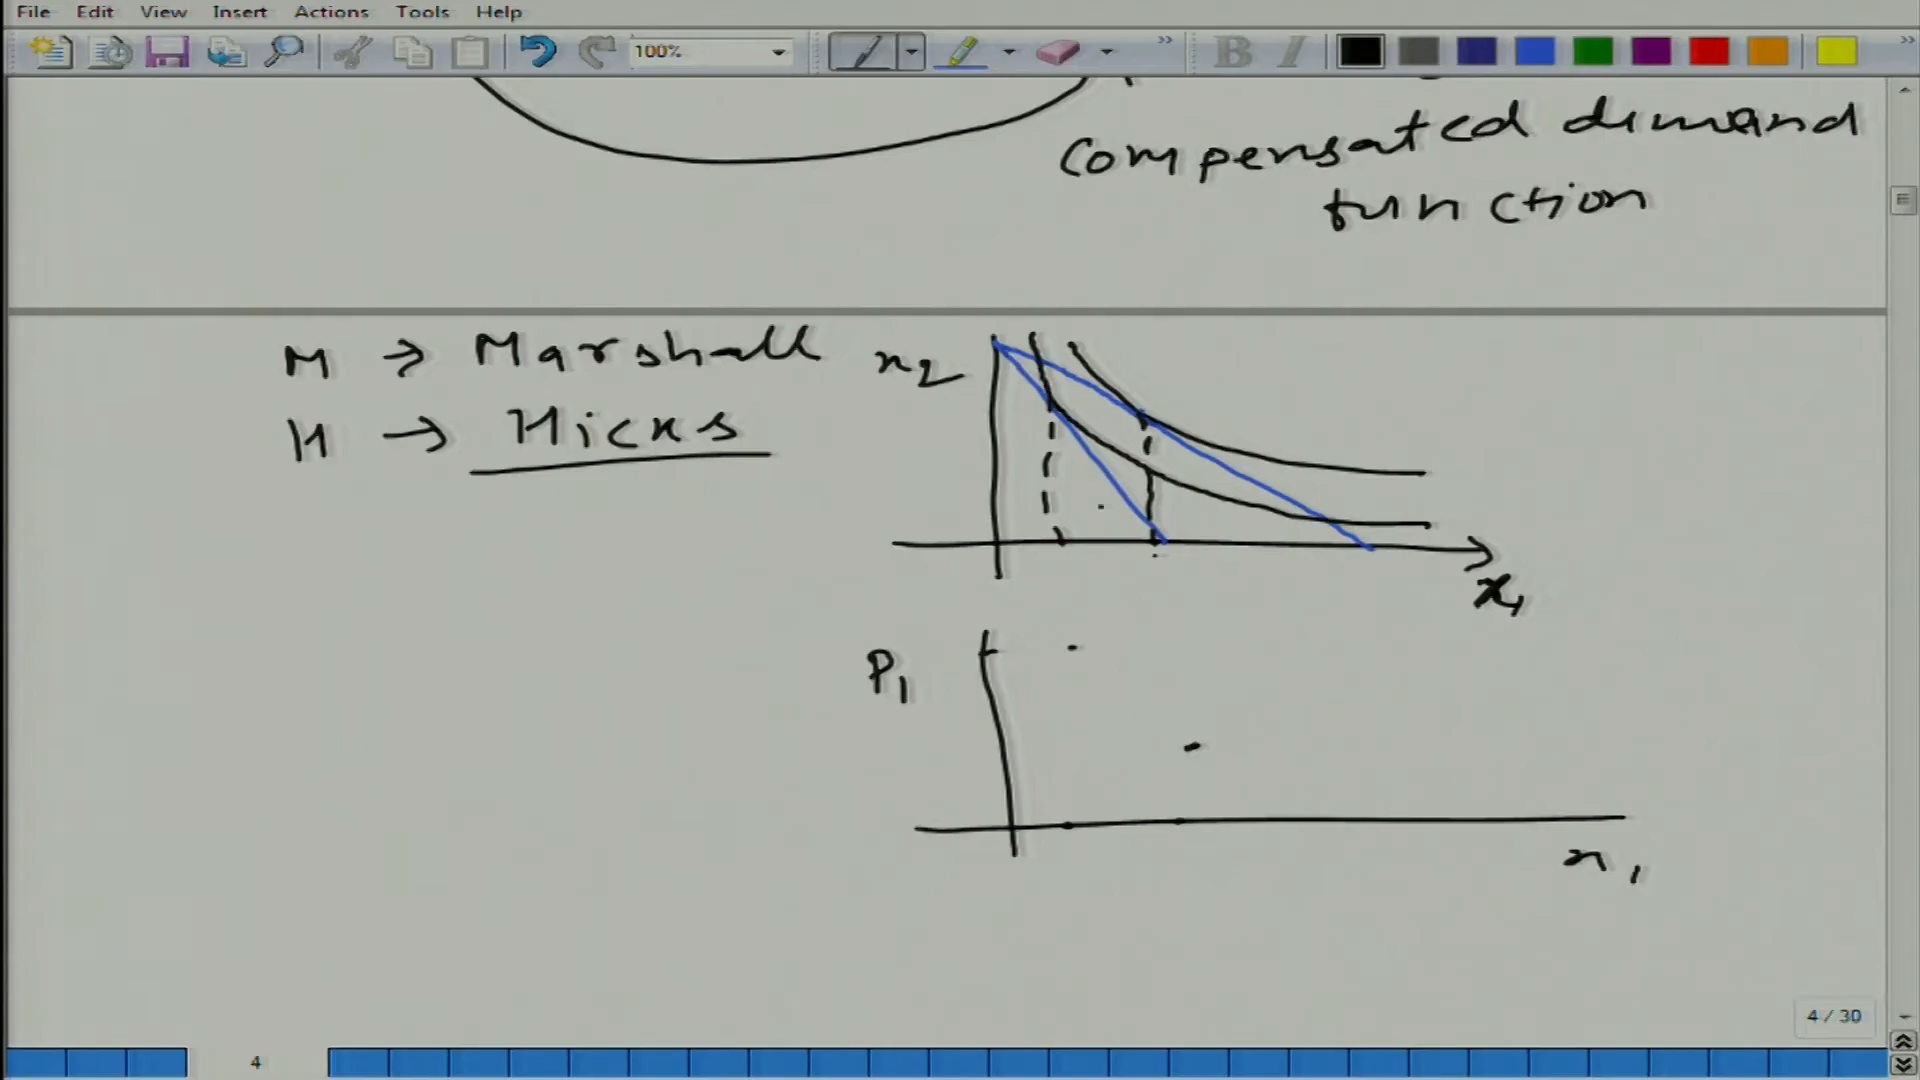 File Edit View Insert Actions Tools Help
100%
B I
Compensated demand
function
M → Marshall
H → Hicks
x2
x1
P1
x1
4 / 30
4